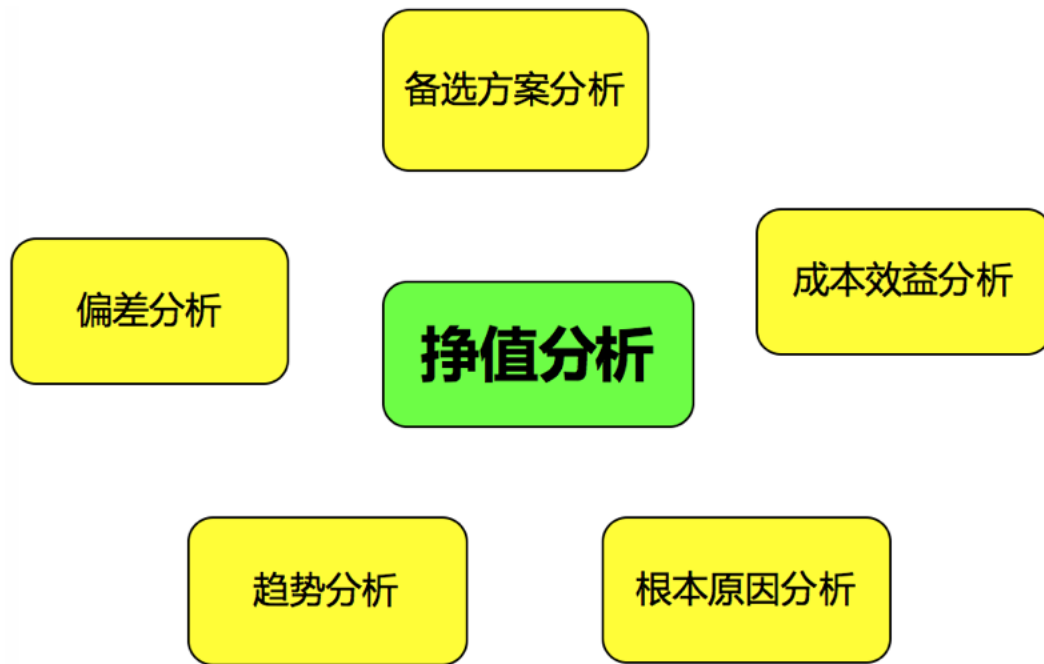 备选方案分析
成本效益分析
偏差分析
挣值分析
趋势分析
根本原因分析